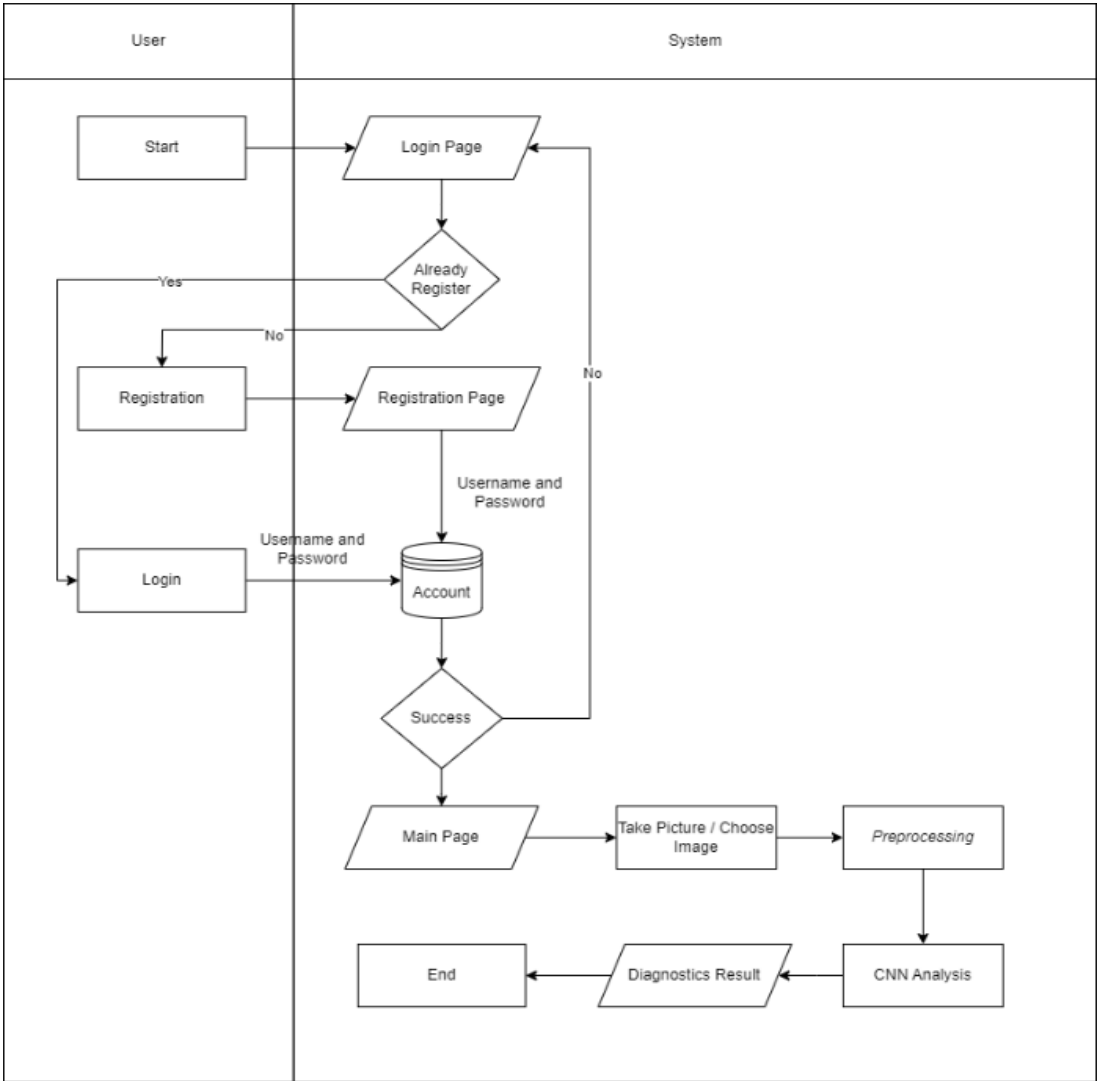 User
System
Start
Login Page
Already
Register
Yes
No
Registration
Registration Page
No
Username and
Password
Username and
Password
Login
Account
Success
Main Page
Take Picture / Choose
Image
Preprocessing
End
Diagnostics Result
CNN Analysis